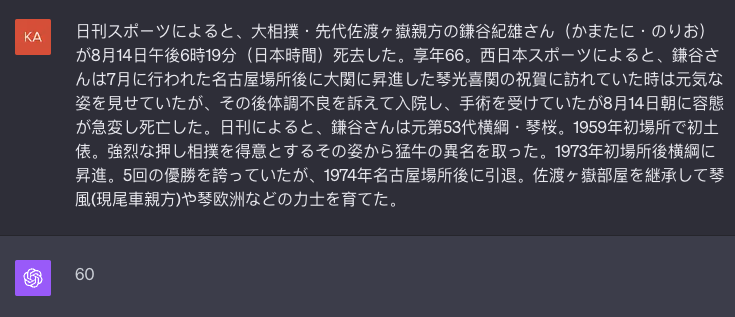 KA
日刊スポーツによると、大相撲・先代佐渡ヶ嶽親方の鎌谷紀雄さん（かまたに・のりお）
が8月14日午後6時19分（日本時間）死去した。享年66。西日本スポーツによると、鎌谷さ
んは7月に行われた名古屋場所後に大関に昇進した琴光喜関の祝賀に訪れていた時は元気な
姿を見せていたが、その後体調不良を訴えて入院し、手術を受けていたが8月14日朝に容態
が急変し死亡した。日刊によると、鎌谷さんは元第53代横綱・琴桜。1959年初場所で初土
俵。強烈な押し相撲を得意とするその姿から猛牛の異名を取った。1973年初場所後横綱に
昇進。5回の優勝を誇っていたが、1974年名古屋場所後に引退。佐渡ヶ嶽部屋を継承して琴
風(現尾車親方)や琴欧洲などの力士を育てた。
60